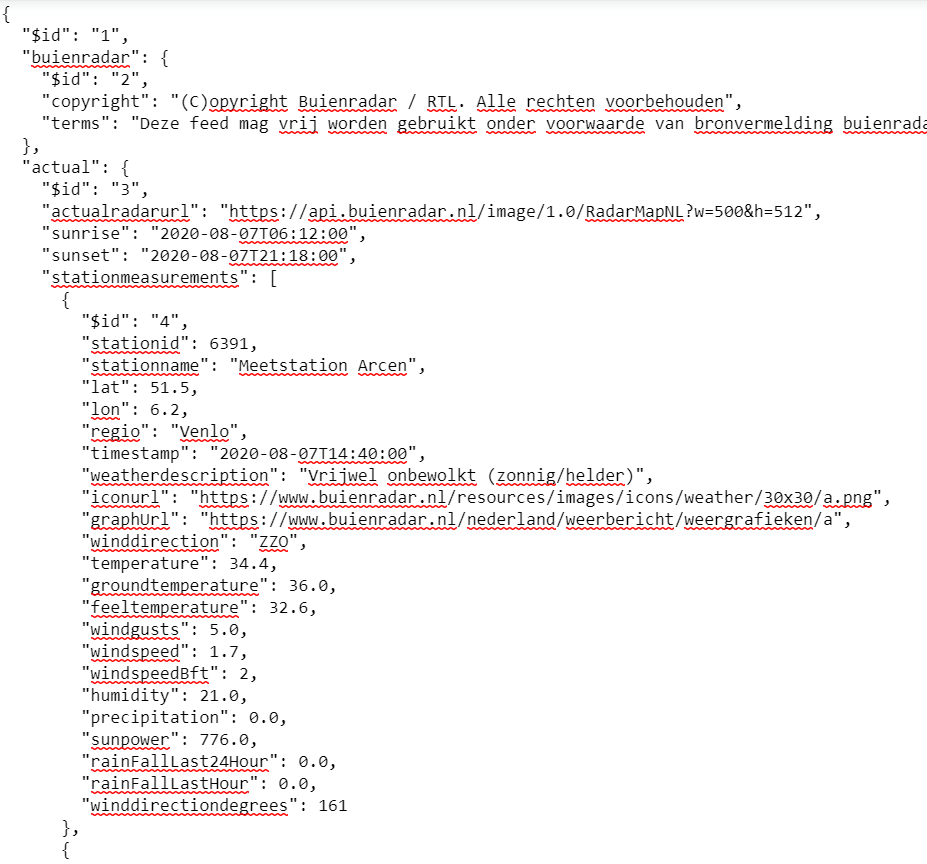 {
"$id": "1",
"buienradar": {
"$id": "2",
"copyright": "(C)opyright Buienradar / RTL. Alle rechten voorbehouden",
"terms": "Deze feed mag vrij worden gebruikt onder voorwaarde van bronvermelding buienrada
},
"actual": {
"$id": "3",
"actualradarurl": "https://api.buienradar.nl/image/1.0/RadarMapNL?w=500&h=512",
"sunrise": "2020-08-07T06:12:00",
"sunset": "2020-08-07T21:18:00",
"stationmeasurements": [
{
"$id": "4",
"stationid": 6391,
"stationname": "Meetstation Arcen",
"lat": 51.5,
"lon": 6.2,
"regio": "Venlo",
"timestamp": "2020-08-07T14:40:00",
"weatherdescription": "Vrijwel onbewolkt (zonnig/helder)",
"iconurl": "https://www.buienradar.nl/resources/images/icons/weather/30x30/a.png",
"graphUrl": "https://www.buienradar.nl/nederland/weerbericht/weergrafieken/a",
"winddirection": "ZZO",
"temperature": 34.4,
"groundtemperature": 36.0,
"feeltemperature": 32.6,
"windgusts": 5.0,
"windspeed": 1.7,
"windspeedBft": 2,
"humidity": 21.0,
"precipitation": 0.0,
"sunpower": 776.0,
"rainFallLast24Hour": 0.0,
"rainFallLastHour": 0.0,
"winddirectiondegrees": 161
},
{